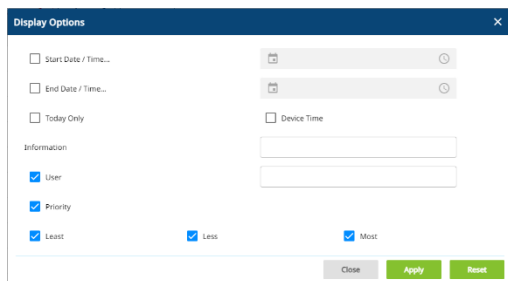 Display Options
Start Date / Time...
End Date / Time...
Today Only Device Time
Information
User
Priority
Least Less Most
Close Apply Reset